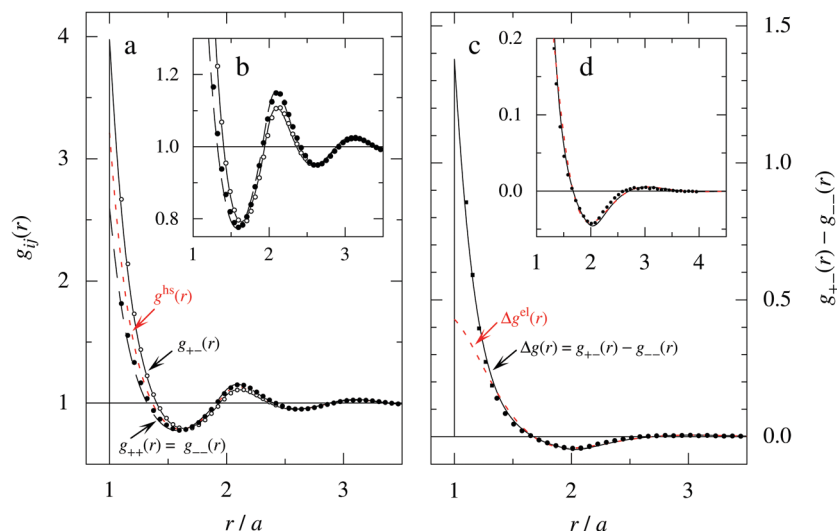 a
4
3
2
1
g_{ij}(r)
1
2
3
r / a
g^{hs}(r)
g_{+−}(r)
g_{++}(r) = g_{−−}(r)
b
1.2
1.0
0.8
1
2
3
c
1.5
1.0
0.5
0.0
g_{+−}(r) − g_{−−}(r)
1
2
3
r / a
Δg^{el}(r)
Δg(r) = g_{+−}(r) − g_{−−}(r)
d
0.2
0.1
0.0
1
2
3
4